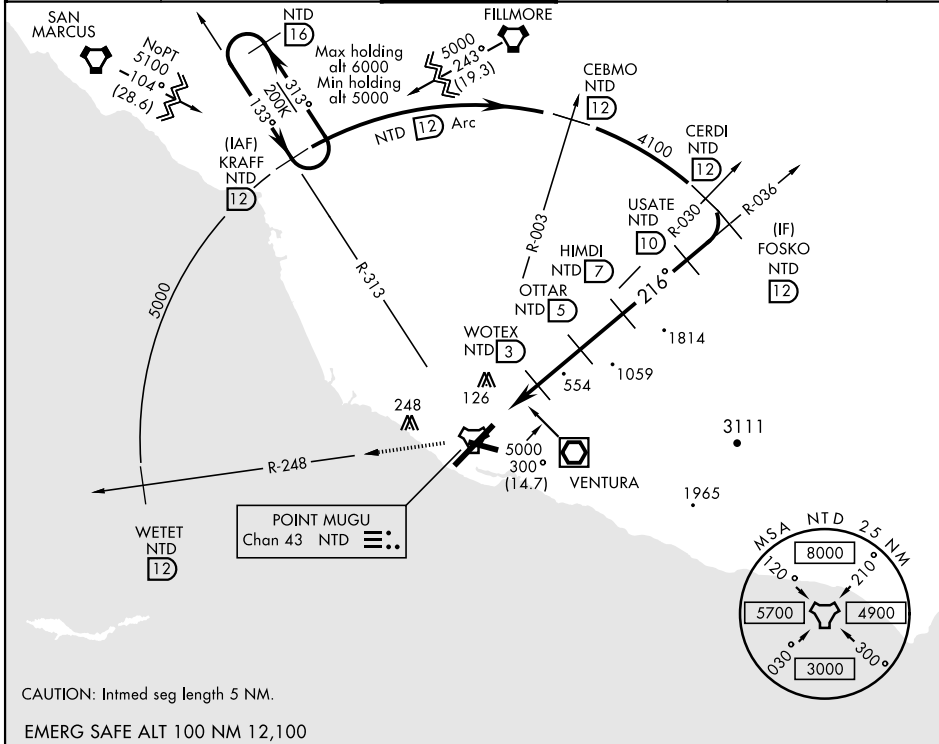 SAN
MARCUS
NoPT
5100
104°
(28.6)
NTD
16
Max holding
alt 6000
Min holding
alt 5000
313°
200K
133°
FILLMORE
5000
243°
(19.3)
CEBMO
NTD
12
NTD 12 Arc
4100
CERDI
NTD
12
(IAF)
KRAFF
NTD
12
R-003
R-030
R-036
USATE
NTD
10
(IF)
FOSKO
NTD
12
HIMDI
NTD 7
216°
OTTAR
NTD 5
R-313
5000
1814
WOTEX
NTD 3
1059
554
126
248
3111
5000
300°
(14.7)
VENTURA
R-248
1965
POINT MUGU
Chan 43 NTD
WETET
NTD
12
MSA NTD 25 NM
8000
120°
210°
5700
4900
030°
300°
3000
CAUTION: Intmed seg length 5 NM.
EMERG SAFE ALT 100 NM 12,100